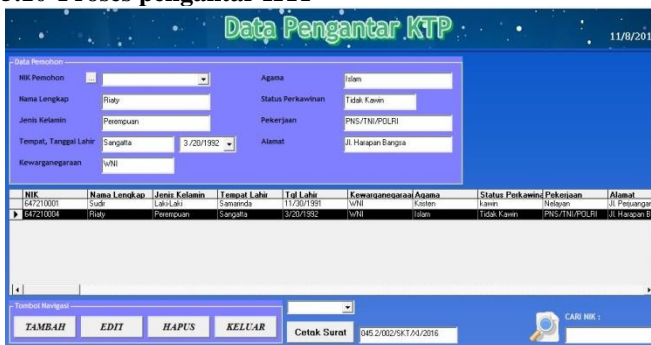 Data Pengantar KTP
11/8/201
Data Pemohon
NIK Pemohon ...
Nama Lengkap Riaty
Jenis Kelamin Perempuan
Tempat, Tanggal Lahir Sangatta 3/20/1992
Kewarganegaraan WNI
Agama Islam
Status Perkawinan Tidak Kawin
Pekerjaan PNS/TNI/POLRI
Alamat Jl. Harapan Bangsa
NIK Nama Lengkap Jenis Kelamin Tempat Lahir Tgl Lahir Kewarganegaraa Agama Status Perkawina Pekerjaan Alamat
647210001 Sudir Laki-Laki Samarinda 11/30/1991 WNI Kristen kawin Nelayan Jl. Perjuangan
647210004 Riaty Perempuan Sangatta 3/20/1992 WNI Islam Tidak Kawin PNS/TNI/POLRI Jl. Harapan B
Tombol Navigasi
TAMBAH EDIT HAPUS KELUAR
Cetak Surat 045.2/002/SKT/XI/2016
CARI NIK :